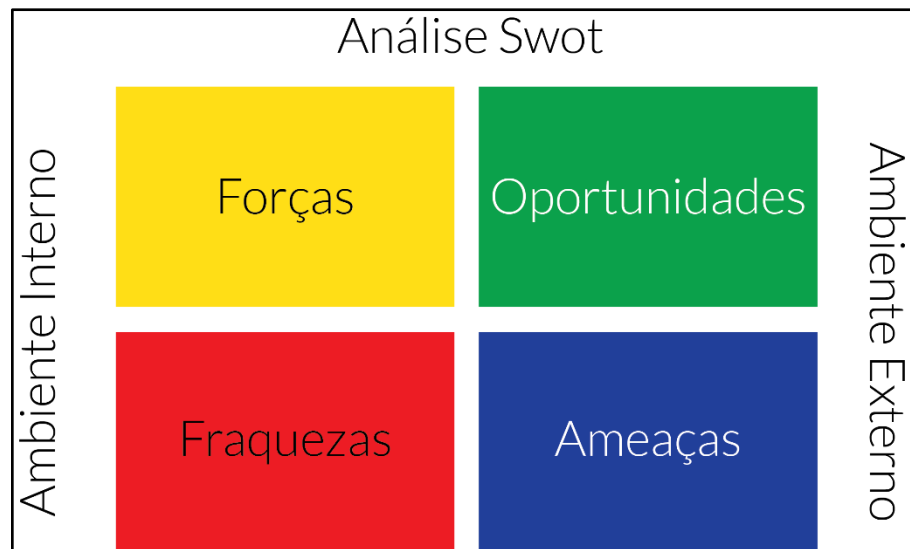 Análise Swot
Ambiente Interno
Forças
Oportunidades
Fraquezas
Ameaças
Ambiente Externo